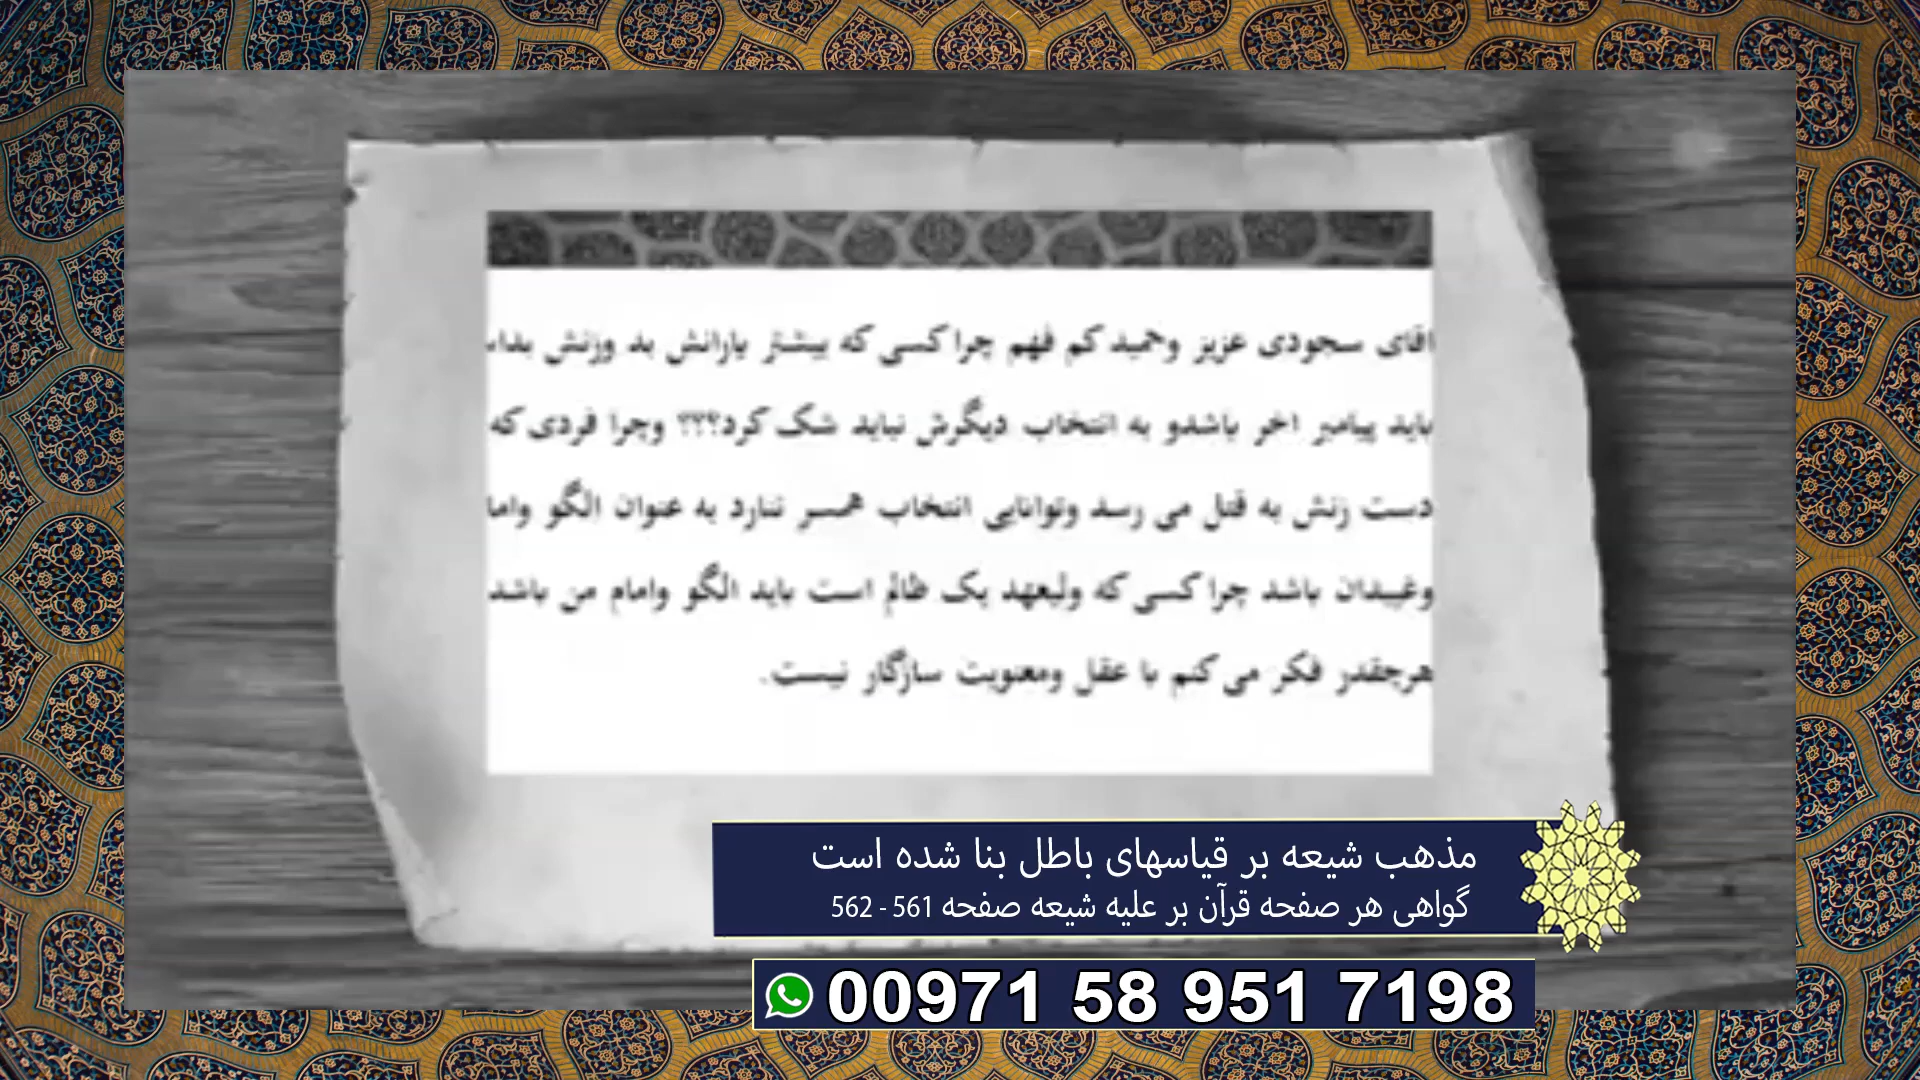 اقای سجودی عزیز وحمید کم فهم چرا کسی که بیشتر یارانش بد وزنش بدا
باید پیامبر اخر باشدو به انتخاب دیگرش نباید شک کرد؟؟؟ وچرا فردی که
دست زنش به قتل می رسد وتوانایی انتخاب همسر ندارد به عنوان الگو واما
وغیبدان باشد چرا کسی که ولیعهد یک ظالم است باید الگو وامام من باشد
هرچقدر فکر می کنم با عقل ومعنویت سازگار نیست.
مذهب شیعه بر قیاسهای باطل بنا شده است
گواهی هر صفحه قرآن بر علیه شیعه صفحه 561 - 562
00971 58 951 7198